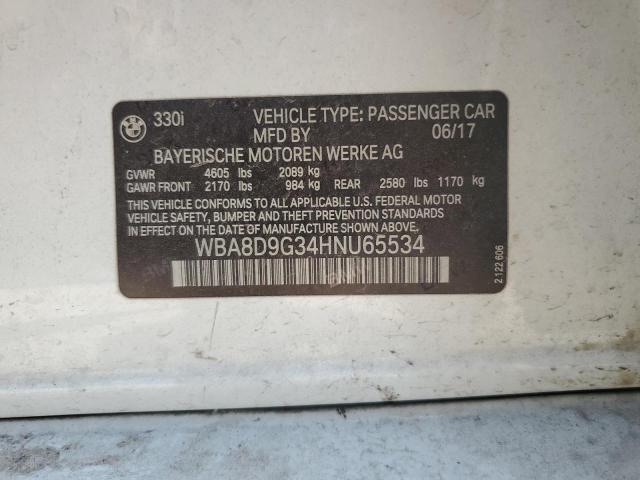 330i VEHICLE TYPE: PASSENGER CAR
MFD BY 06/17
BAYERISCHE MOTOREN WERKE AG
GVWR 4605 lbs 2089 kg
GAWR FRONT 2170 lbs 984 kg REAR 2580 lbs 1170 kg
THIS VEHICLE CONFORMS TO ALL APPLICABLE U.S. FEDERAL MOTOR
VEHICLE SAFETY, BUMPER AND THEFT PREVENTION STANDARDS
IN EFFECT ON THE DATE OF MANUFACTURE SHOWN ABOVE.
WBA8D9G34HNU65534
2 122 606